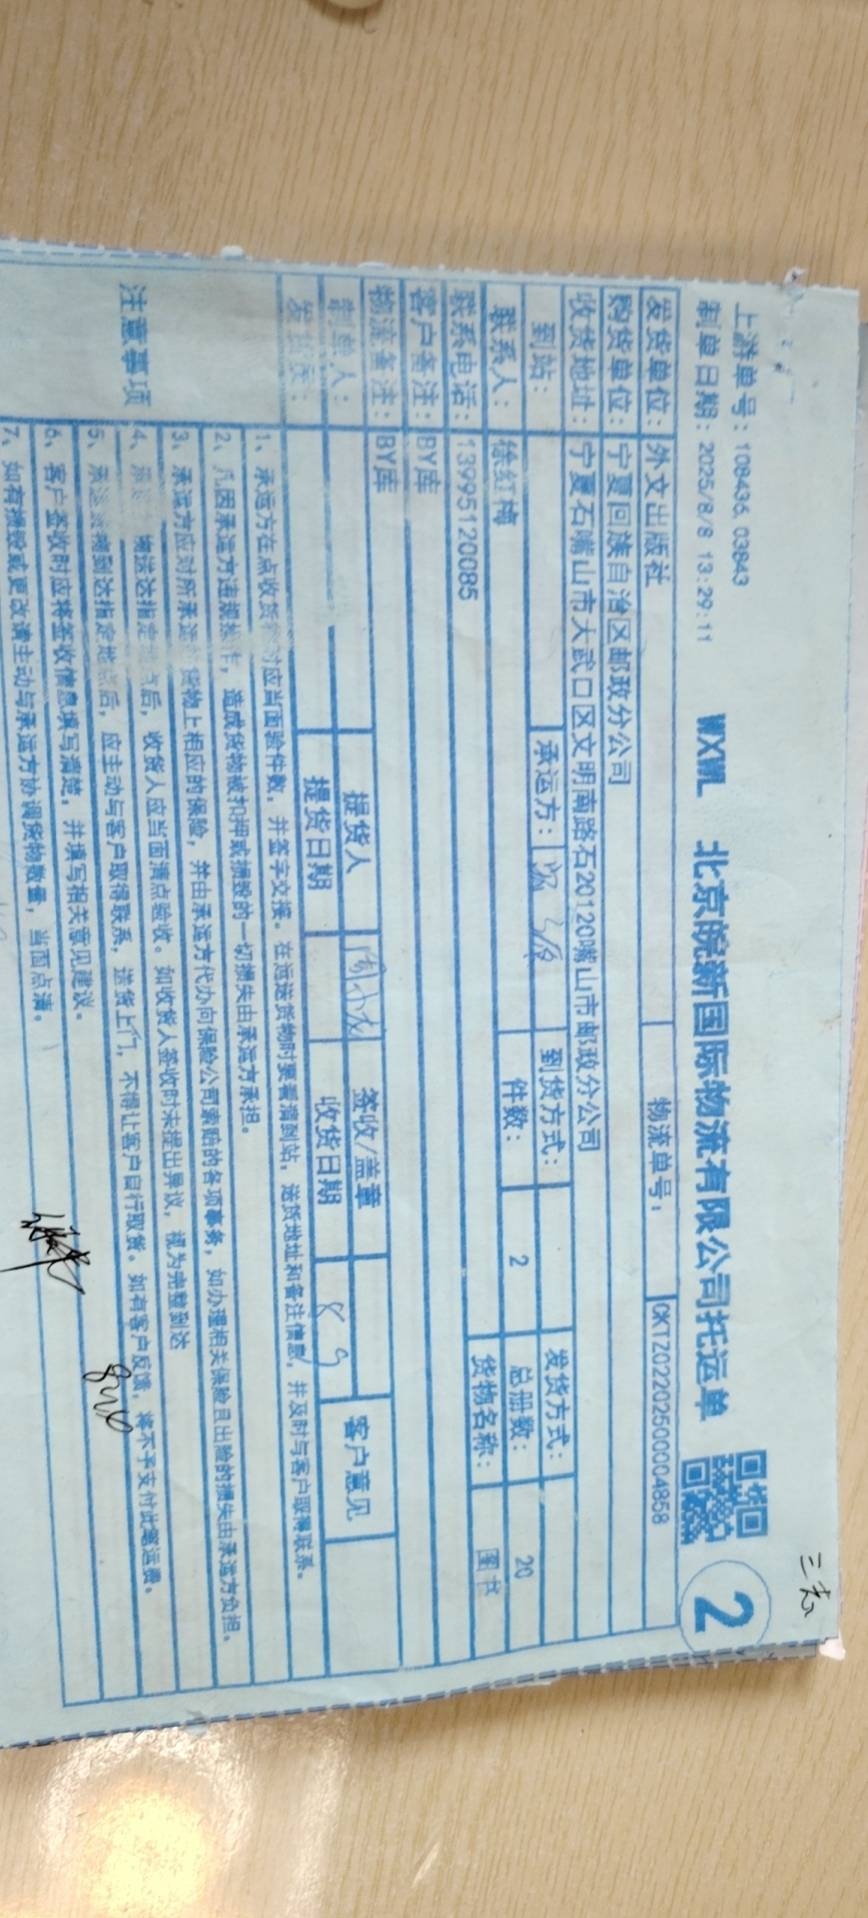 三志
上游单号：108436,03843
制单日期：2025/8/8 13:29:11
WXWL 北京皖新国际物流有限公司托运单
2
发货单位：外文出版社 物流单号： CKTZ02202500004858
购货单位：宁夏回族自治区邮政分公司
收货地址：宁夏石嘴山市大武口区文明南路石20120嘴山市邮政分公司
到站： 承运方： 到货方式： 发货方式：
联系人：徐红梅 件数：2 总册数：20
联系电话：13995120085 货物名称：图书
客户备注：BY库
物流备注：BY库
制单人： 提货人 签收/盖章 客户意见
发货员： 提货日期 收货日期 8.9
注意事项
1、承运方在点收货 时应当面验件数，并签字交接。在运送货物时要看清到站，送货地址和备注信息，并及时与客户取得联系。
2、凡因承运方违规操作，造成货物被扣押或损毁的一切损失由承运方承担。
3、承运方应对所承运货物上相应的保险，并由承运方代办向保险公司索赔的各项事务，如办理相关保险且出险的损失由承运方负担。
4、承 物送达指定 点后，收货人应当面清点验收。如收货人签收时未提出异议，视为完整到达
5、承运 物到达指定地点后，应主动与客户取得联系，送货上门，不得让客户自行取货。如有客户反馈，将不予支付此笔运费。
6、客户签收时应将签收信息填写清楚，并填写相关意见建议。
7、如有损毁或更改请主动与承运方协调货物数量，当面点清。